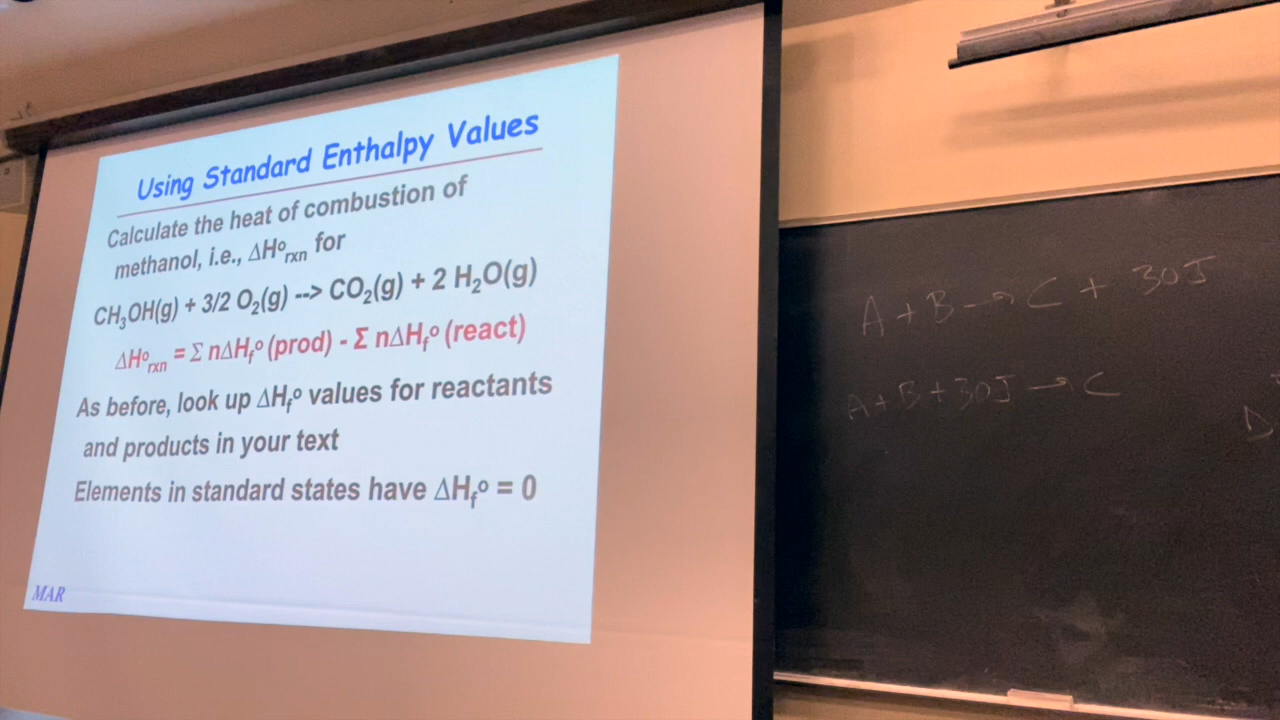 Using Standard Enthalpy Values
Calculate the heat of combustion of
methanol, i.e., ΔH°rxn for
CH₃OH(g) + 3/2 O₂(g) --> CO₂(g) + 2 H₂O(g)
ΔH°rxn = Σ nΔHf° (prod) - Σ nΔHf° (react)
As before, look up ΔHf° values for reactants
and products in your text
Elements in standard states have ΔHf° = 0
MAR
A + B → C + 30J
A + B + 30J → C